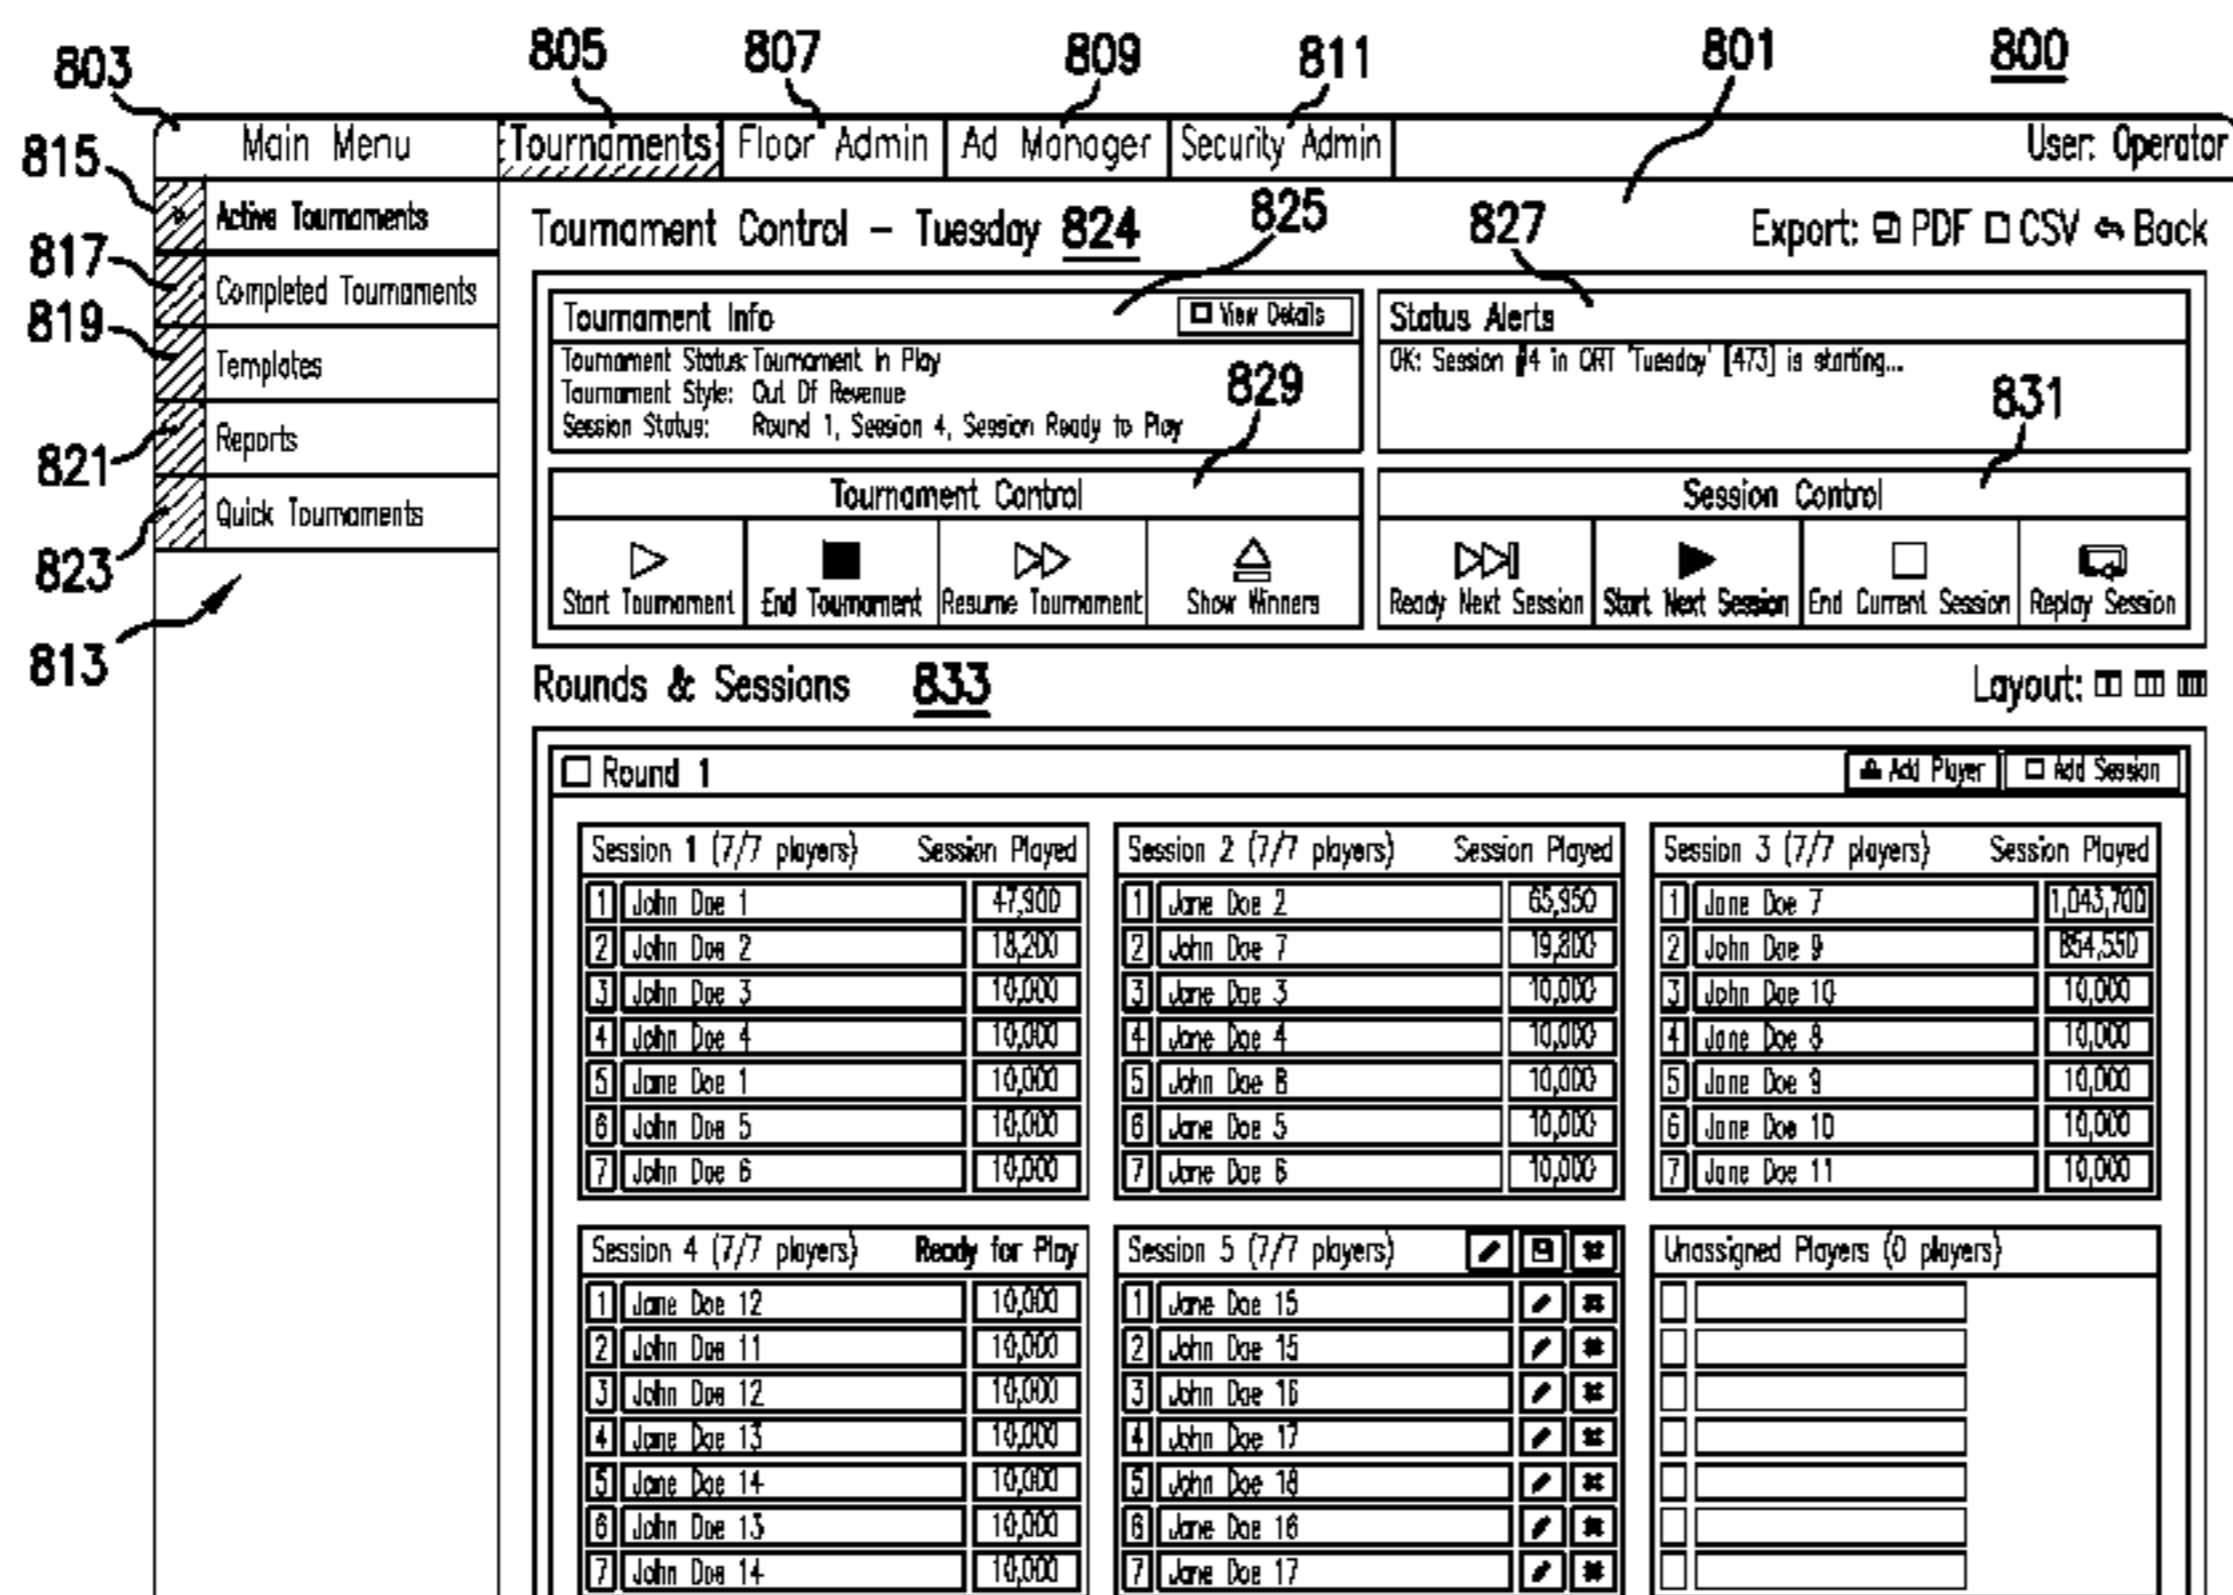 803 805 807 809 811 801 800
Main Menu Tournaments Floor Admin Ad Manager Security Admin User: Operator
815 Active Tournaments
817 Completed Tournaments
819 Templates
821 Reports
823 Quick Tournaments
813
Tournament Control – Tuesday 824 825 827 Export: PDF CSV Back
Tournament Info View Details
Tournament Status: Tournament In Play
Tournament Style: Out Of Revenue
Session Status: Round 1, Session 4, Session Ready to Play
829
Status Alerts
OK: Session #4 in ORT 'Tuesday' [473] is starting...
831
Tournament Control
Start Tournament End Tournament Resume Tournament Show Winners
Session Control
Ready Next Session Start Next Session End Current Session Replay Session
Rounds & Sessions 833 Layout:
Round 1 Add Player Add Session
Session 1 (7/7 players) Session Played
1 John Doe 1 47,900
2 John Doe 2 18,200
3 John Doe 3 10,000
4 John Doe 4 10,000
5 Jane Doe 1 10,000
6 John Doe 5 10,000
7 John Doe 6 10,000
Session 2 (7/7 players) Session Played
1 Jane Doe 2 65,950
2 John Doe 7 19,800
3 Jane Doe 3 10,000
4 Jane Doe 4 10,000
5 John Doe 8 10,000
6 Jane Doe 5 10,000
7 Jane Doe 6 10,000
Session 3 (7/7 players) Session Played
1 Jane Doe 7 1,043,700
2 John Doe 9 854,550
3 John Doe 10 10,000
4 Jane Doe 8 10,000
5 Jane Doe 9 10,000
6 Jane Doe 10 10,000
7 Jane Doe 11 10,000
Session 4 (7/7 players) Ready for Play
1 Jane Doe 12 10,000
2 John Doe 11 10,000
3 John Doe 12 10,000
4 Jane Doe 13 10,000
5 Jane Doe 14 10,000
6 John Doe 13 10,000
7 John Doe 14 10,000
Session 5 (7/7 players)
1 Jane Doe 15
2 John Doe 15
3 John Doe 16
4 John Doe 17
5 John Doe 18
6 Jane Doe 16
7 Jane Doe 17
Unassigned Players (0 players)